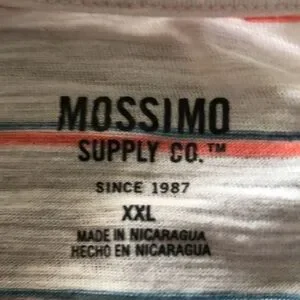 MOSSIMO
SUPPLY CO.™
SINCE 1987
XXL
MADE IN NICARAGUA
HECHO EN NICARAGUA